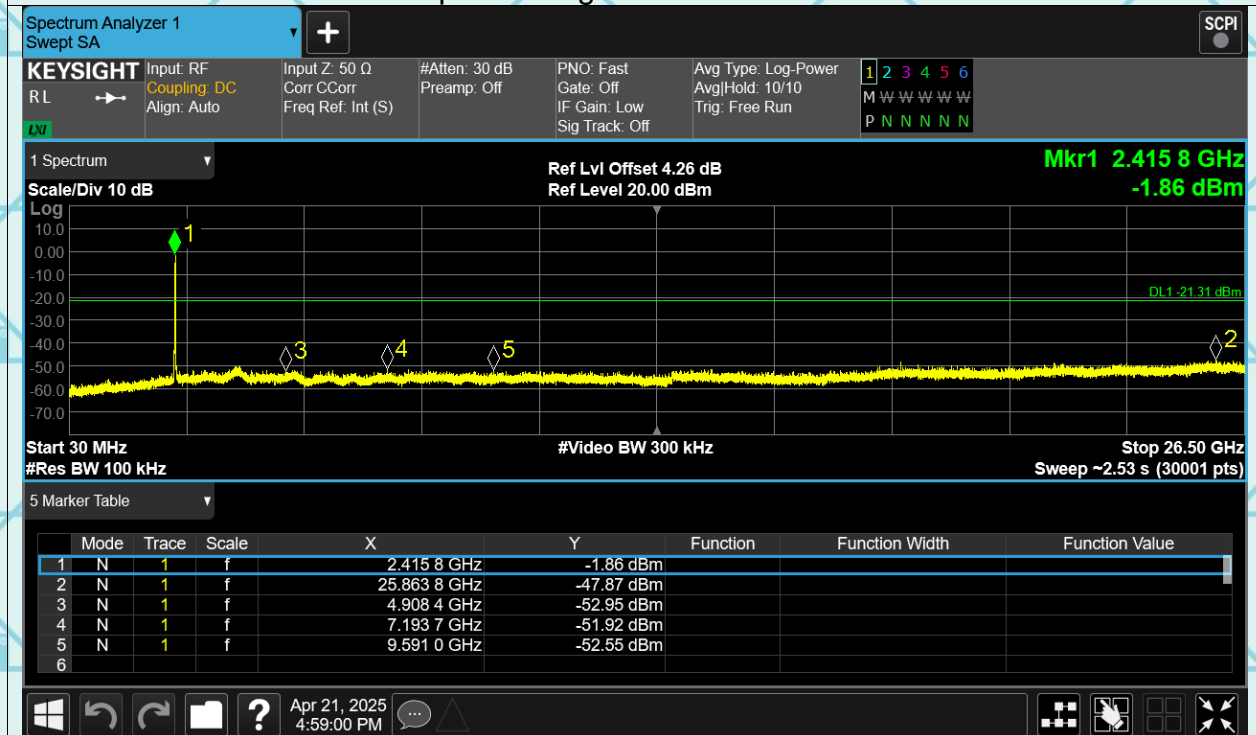 Spectrum Analyzer 1
Swept SA
+
SCPI
KEYSIGHT
RL
LXI
Input: RF
Coupling: DC
Align: Auto
Input Z: 50 Ω
Corr CCorr
Freq Ref: Int (S)
#Atten: 30 dB
Preamp: Off
PNO: Fast
Gate: Off
IF Gain: Low
Sig Track: Off
Avg Type: Log-Power
Avg|Hold: 10/10
Trig: Free Run
1 2 3 4 5 6
M W W W W W
P N N N N N N
1 Spectrum
Scale/Div 10 dB
Ref Lvl Offset 4.26 dB
Ref Level 20.00 dBm
Mkr1 2.415 8 GHz
-1.86 dBm
Log
10.0
0.00
-10.0
-20.0
-30.0
-40.0
-50.0
-60.0
-70.0
1
DL1 -21.31 dBm
3
4
5
2
Start 30 MHz
#Video BW 300 kHz
Stop 26.50 GHz
#Res BW 100 kHz
Sweep ~2.53 s (30001 pts)
5 Marker Table
Mode Trace Scale X Y Function Function Width Function Value
1 N 1 f 2.415 8 GHz -1.86 dBm
2 N 1 f 25.863 8 GHz -47.87 dBm
3 N 1 f 4.908 4 GHz -52.95 dBm
4 N 1 f 7.193 7 GHz -51.92 dBm
5 N 1 f 9.591 0 GHz -52.55 dBm
6
?
Apr 21, 2025
4:59:00 PM